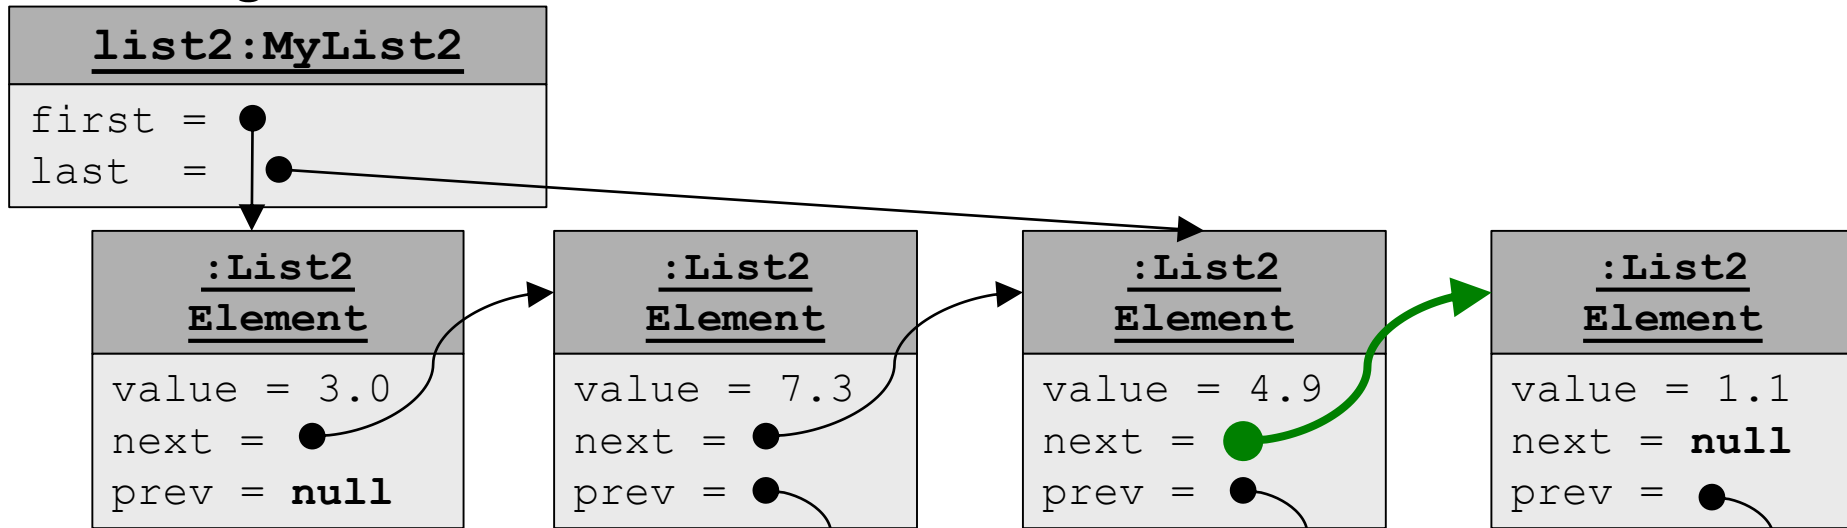 list2:MyList2
first =
last =
:List2
Element
value = 3.0
next =
prev = null
:List2
Element
value = 7.3
next =
prev =
:List2
Element
value = 4.9
next =
prev =
:List2
Element
value = 1.1
next = null
prev =